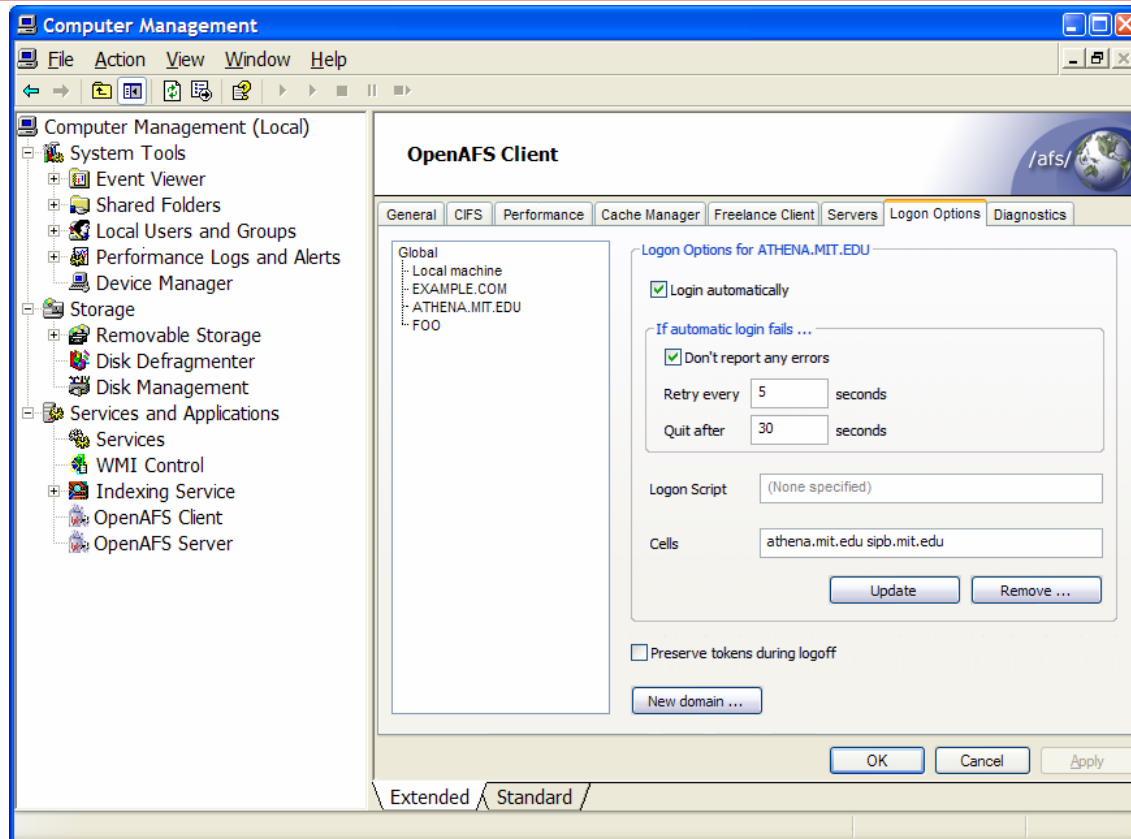 Computer Management
File Action View Window Help
Computer Management (Local)
System Tools
Event Viewer
Shared Folders
Local Users and Groups
Performance Logs and Alerts
Device Manager
Storage
Removable Storage
Disk Defragmenter
Disk Management
Services and Applications
Services
WMI Control
Indexing Service
OpenAFS Client
OpenAFS Server
OpenAFS Client
/afs/
General CIFS Performance Cache Manager Freelance Client Servers Logon Options Diagnostics
Global
Local machine
EXAMPLE.COM
ATHENA.MIT.EDU
FOO
Logon Options for ATHENA.MIT.EDU
Login automatically
If automatic login fails ...
Don't report any errors
Retry every 5 seconds
Quit after 30 seconds
Logon Script (None specified)
Cells athena.mit.edu sipb.mit.edu
Update Remove ...
Preserve tokens during logoff
New domain ...
OK Cancel Apply
Extended Standard